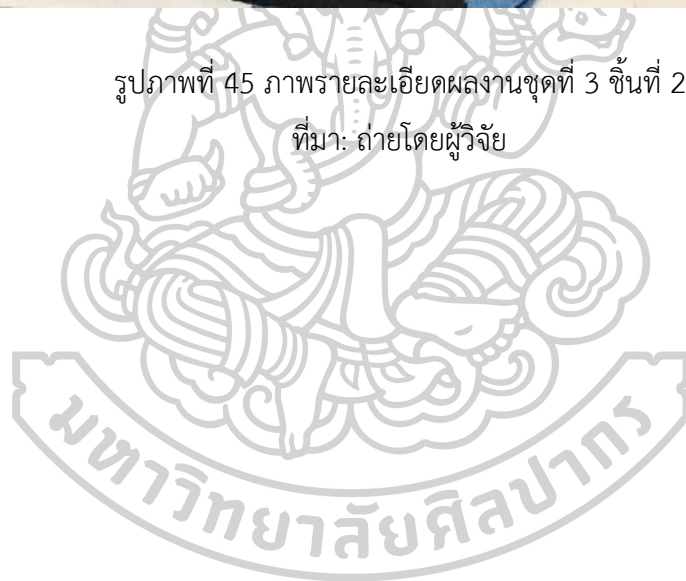 รูปภาพที่ 45 ภาพรายละเอียดผลงานชุดที่ 3 ชิ้นที่ 2
ที่มา: ถ่ายโดยผู้วิจัย
มหาวิทยาลัยศิลปากร